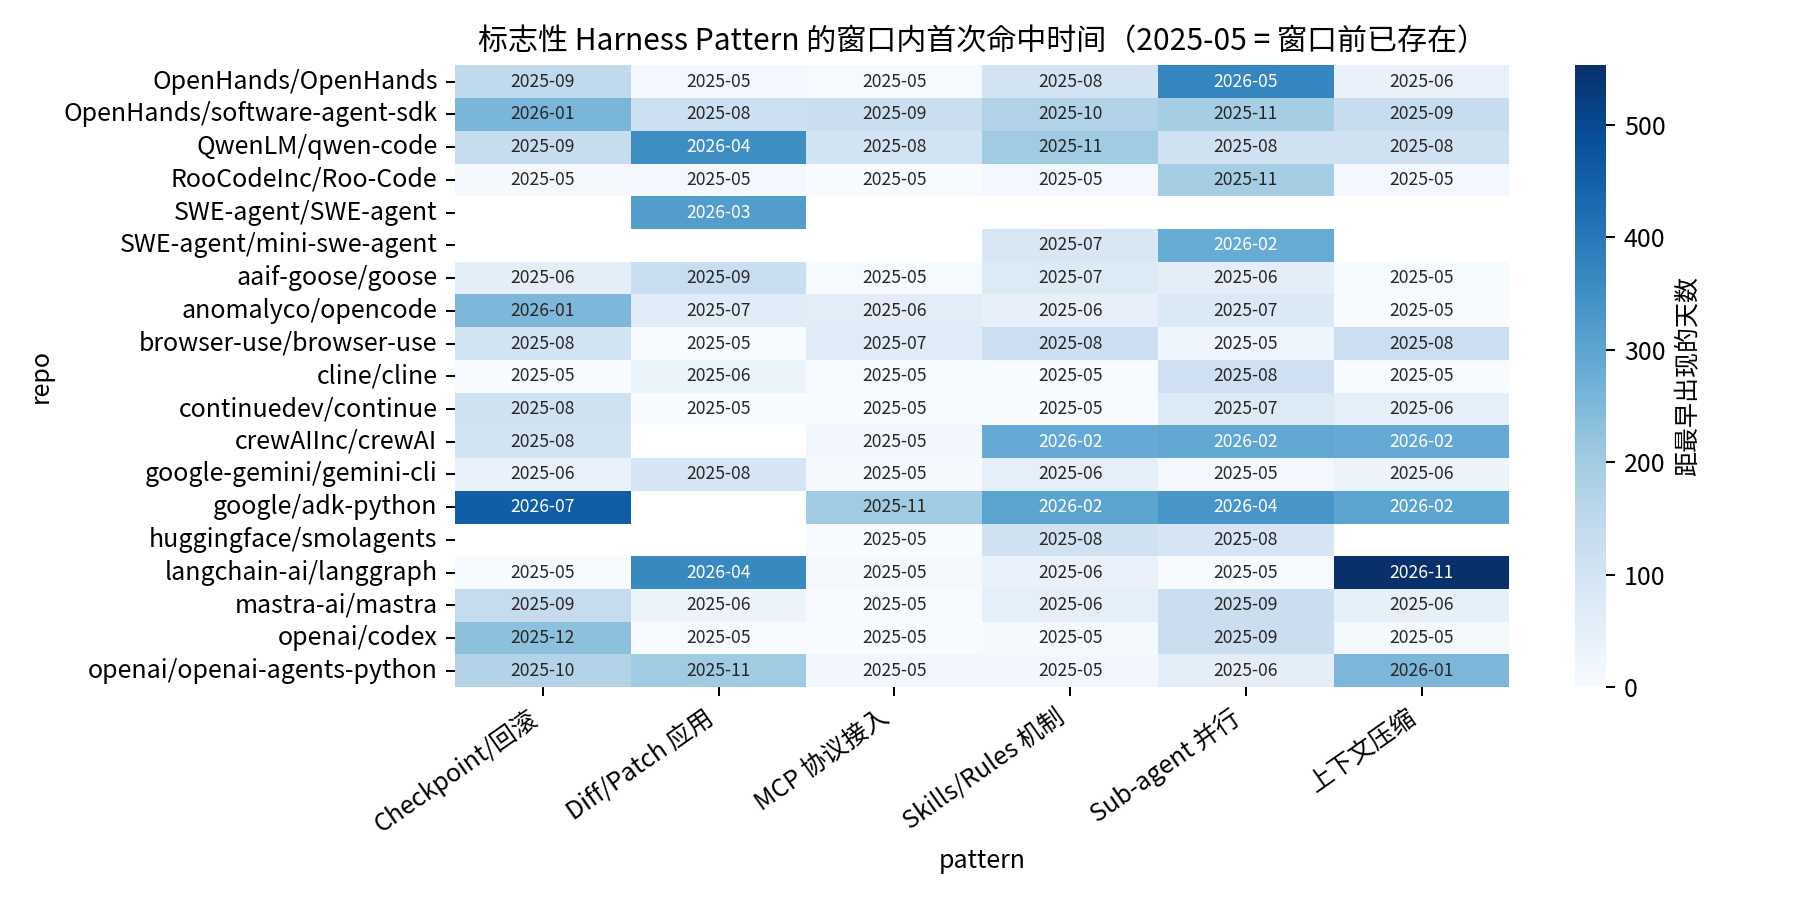 标志性 Harness Pattern 的窗口内首次命中时间（2025-05 = 窗口前已存在）
repo
OpenHands/OpenHands 2025-09 2025-05 2025-05 2025-08 2026-05 2025-06
OpenHands/software-agent-sdk 2026-01 2025-08 2025-09 2025-10 2025-11 2025-09
QwenLM/qwen-code 2025-09 2026-04 2025-08 2025-11 2025-08 2025-08
RooCodeInc/Roo-Code 2025-05 2025-05 2025-05 2025-05 2025-11 2025-05
SWE-agent/SWE-agent 2026-03
SWE-agent/mini-swe-agent 2025-07 2026-02
aaif-goose/goose 2025-06 2025-09 2025-05 2025-07 2025-06 2025-05
anomalyco/opencode 2026-01 2025-07 2025-06 2025-06 2025-07 2025-05
browser-use/browser-use 2025-08 2025-05 2025-07 2025-08 2025-05 2025-08
cline/cline 2025-05 2025-06 2025-05 2025-05 2025-08 2025-05
continuedev/continue 2025-08 2025-05 2025-05 2025-05 2025-07 2025-06
crewAIInc/crewAI 2025-08 2025-05 2026-02 2026-02 2026-02
google-gemini/gemini-cli 2025-06 2025-08 2025-05 2025-06 2025-05 2025-06
google/adk-python 2026-07 2025-11 2026-02 2026-04 2026-02
huggingface/smolagents 2025-05 2025-08 2025-08
langchain-ai/langgraph 2025-05 2026-04 2025-05 2025-06 2025-05 2026-11
mastra-ai/mastra 2025-09 2025-06 2025-05 2025-06 2025-09 2025-06
openai/codex 2025-12 2025-05 2025-05 2025-05 2025-09 2025-05
openai/openai-agents-python 2025-10 2025-11 2025-05 2025-05 2025-06 2026-01
Checkpoint/回滚
Diff/Patch 应用
MCP 协议接入
Skills/Rules 机制
Sub-agent 并行
上下文压缩
pattern
500
400
300
200
100
0
距最早出现的天数